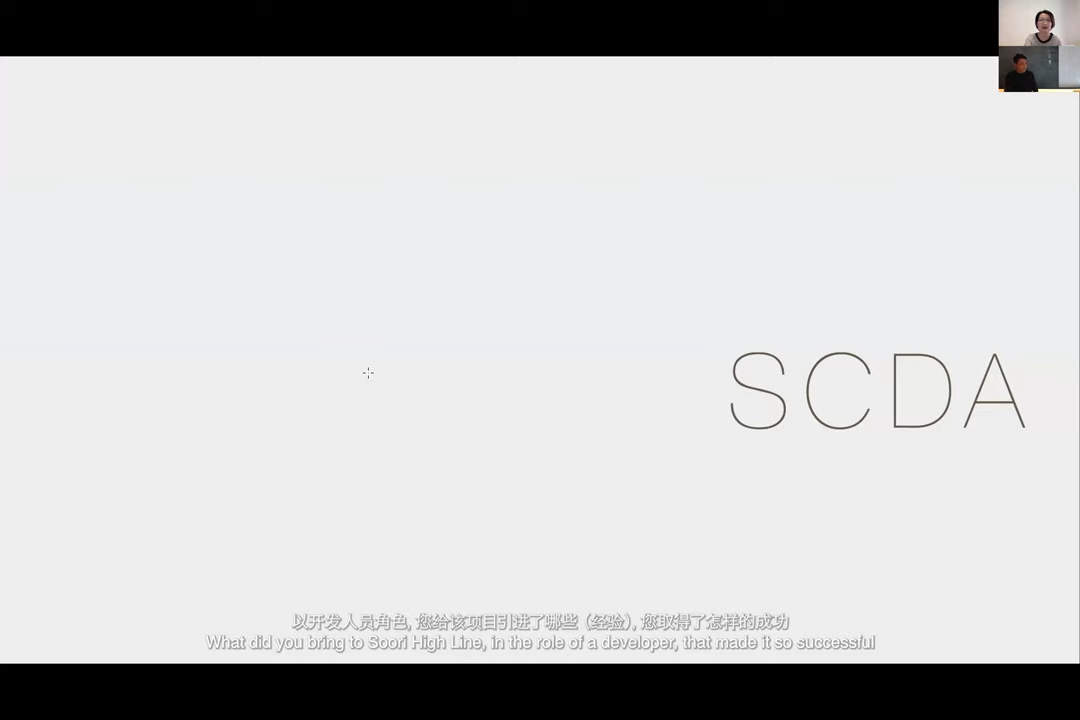 SCDA
以开发人员角色, 您给该项目引进了哪些（经验）, 您取得了怎样的成功
What did you bring to Soori High Line, in the role of a developer, that made it so successful